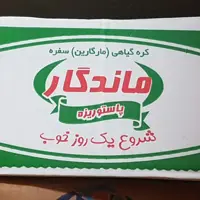 کره گیاهی (مارگارین) سفره
ماندگار
پاستوریزه
شروع یک روز خوب